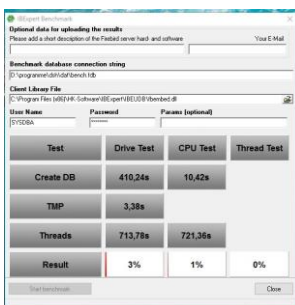 IBExpert Benchmark
Optional data for uploading the results
Please add a short description of the Firebird server hard- and software Your E-Mail
Benchmark database connection string
D:\programme\dsh\daf\bench.fdb
Client Library File
C:\Program Files (x86)\HK-Software\IBExpert\IBEUDB\fbembed.dll
User Name Password Params (optional)
SYSDBA ********
Test Drive Test CPU Test Thread Test
Create DB 410,24s 10,42s
TMP 3,38s
Threads 713,78s 721,36s
Result 3% 1% 0%
Start benchmark Close